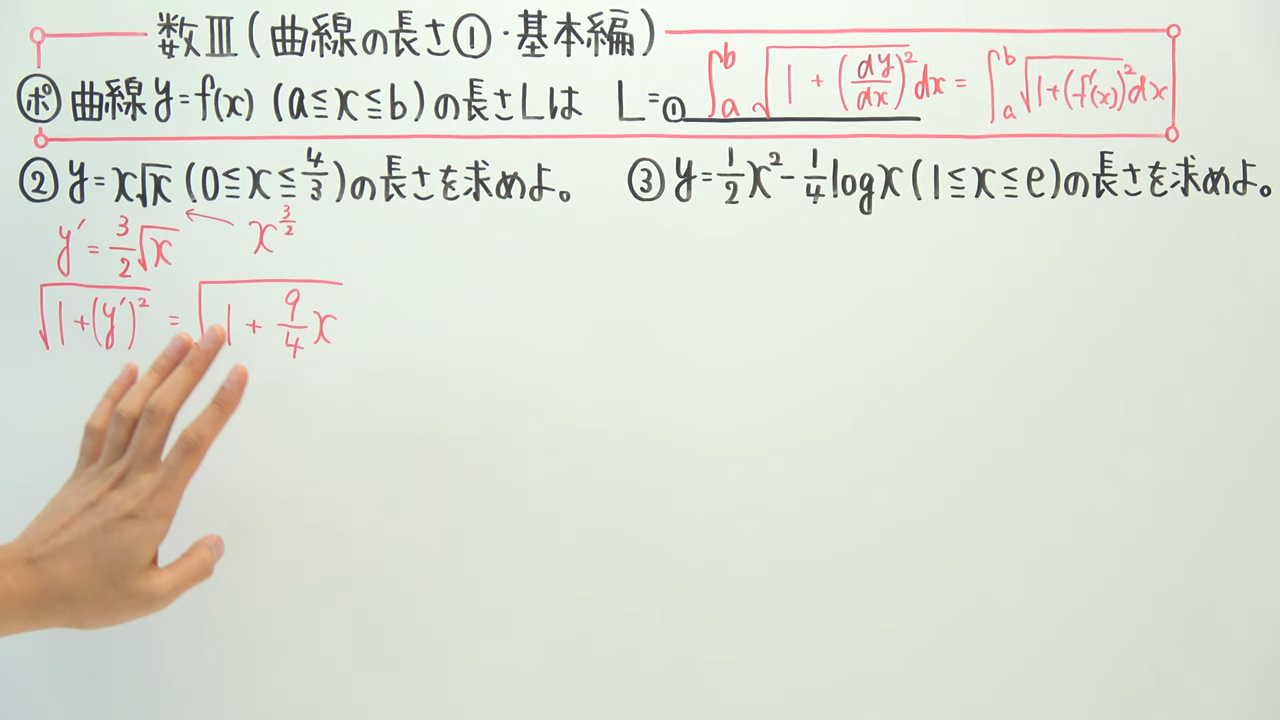 数Ⅲ(曲線の長さ①・基本編)
ポ 曲線y=f(x) (a≦x≦b)の長さLは L=① ∫_a^b √(1+(dy/dx)²) dx = ∫_a^b √(1+(f'(x))²) dx
② y=x√x (0≦x≦4/3)の長さを求めよ。
y'=3/2√x ← x^(3/2)
√(1+(y')²) = √(1+9/4x)
③ y=1/2x²-1/4logx (1≦x≦e)の長さを求めよ。